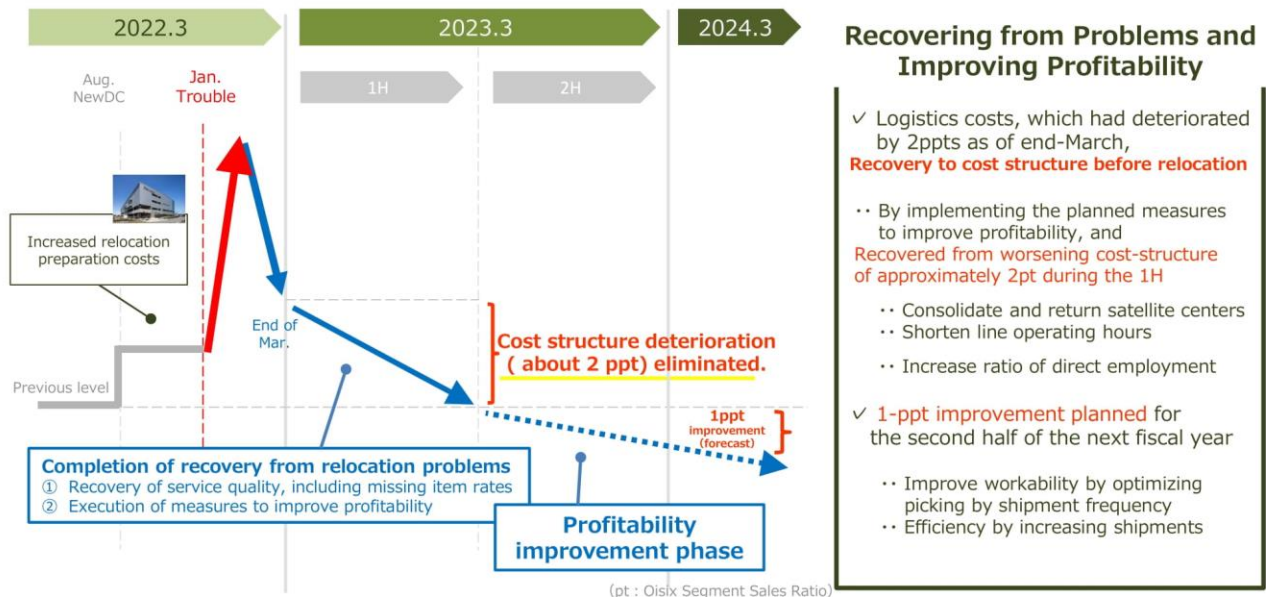 2022.3
2023.3
2024.3
Aug.
NewDC
Jan.
Trouble
1H
2H
Increased relocation
preparation costs
Previous level
End of
Mar.
Cost structure deterioration
( about 2 ppt) eliminated.
1ppt
improvement
(forecast)
Completion of recovery from relocation problems
① Recovery of service quality, including missing item rates
② Execution of measures to improve profitability
Profitability
improvement phase
(pt : Oisix Segment Sales Ratio)
Recovering from Problems and
Improving Profitability
✓ Logistics costs, which had deteriorated
by 2ppts as of end-March,
Recovery to cost structure before relocation
·· By implementing the planned measures
to improve profitability, and
Recovered from worsening cost-structure
of approximately 2pt during the 1H
·· Consolidate and return satellite centers
·· Shorten line operating hours
·· Increase ratio of direct employment
✓ 1-ppt improvement planned for
the second half of the next fiscal year
·· Improve workability by optimizing
picking by shipment frequency
·· Efficiency by increasing shipments